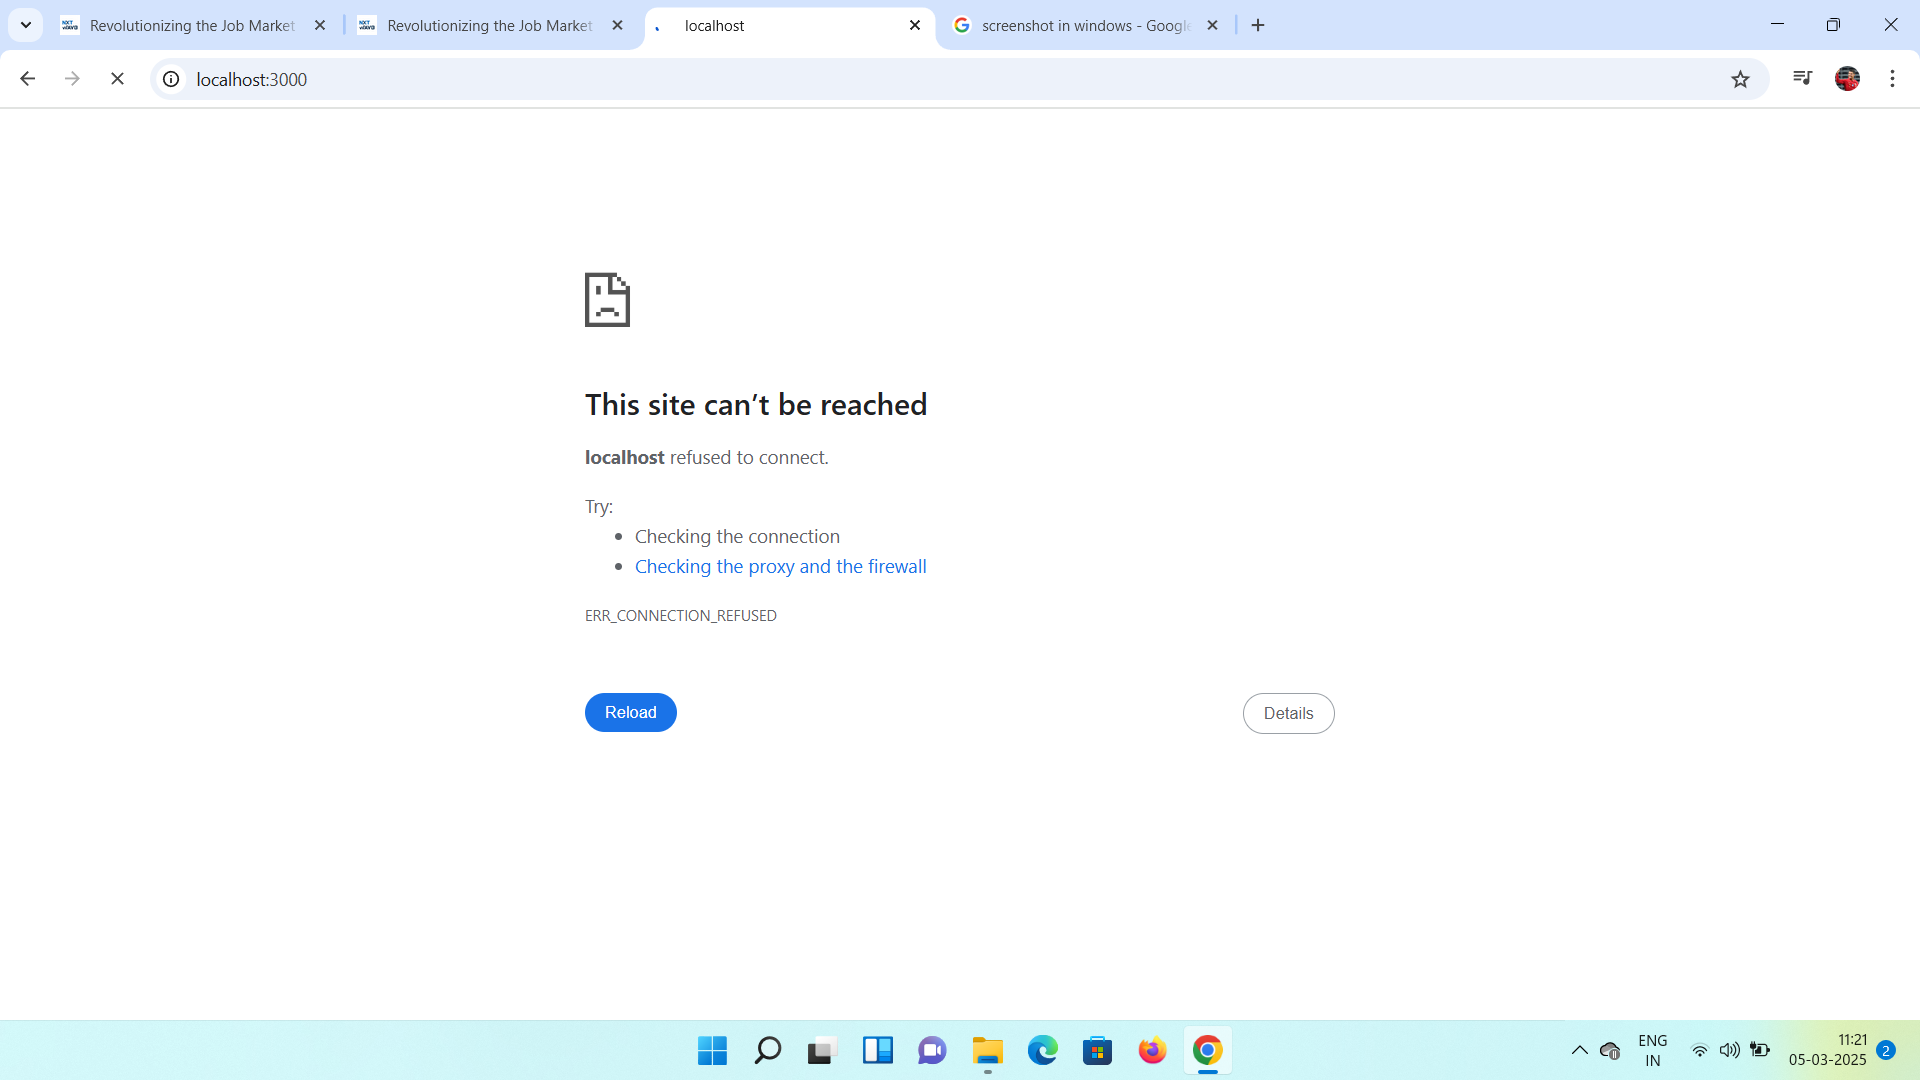 Revolutionizing the Job Market
Revolutionizing the Job Market
localhost
screenshot in windows - Google
localhost:3000
This site can’t be reached
localhost refused to connect.
Try:
Checking the connection
Checking the proxy and the firewall
ERR_CONNECTION_REFUSED
Reload
Details
ENG
IN
11:21
05-03-2025
2